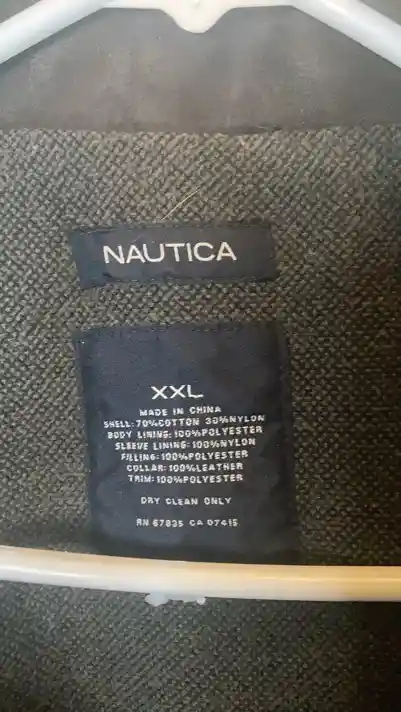 NAUTICA
XXL
MADE IN CHINA
SHELL: 70%COTTON 30%NYLON
BODY LINING: 100%POLYESTER
SLEEVE LINING: 100%NYLON
FILLING: 100%POLYESTER
COLLAR: 100%LEATHER
TRIM: 100%POLYESTER
DRY CLEAN ONLY
RN 67835 CA 07415